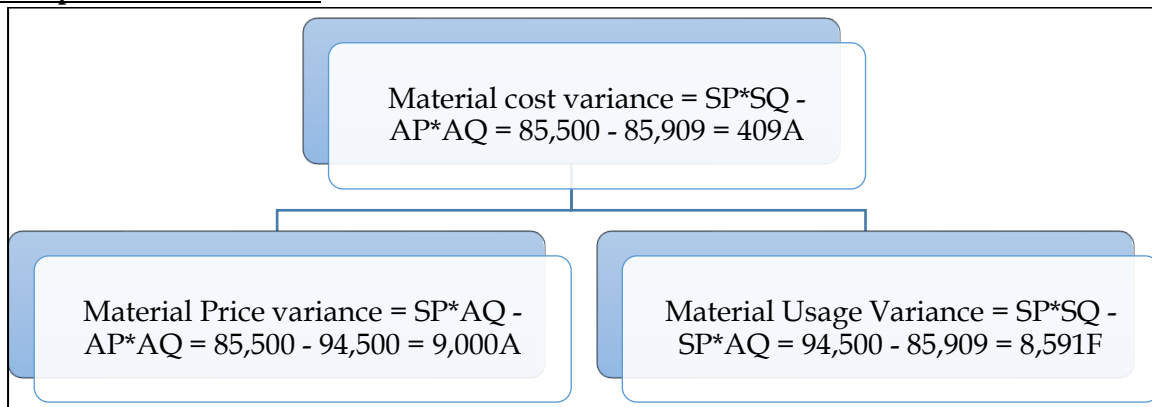 Material cost variance = SP*SQ -
AP*AQ = 85,500 - 85,909 = 409A
Material Price variance = SP*AQ -
AP*AQ = 85,500 - 94,500 = 9,000A
Material Usage Variance = SP*SQ -
SP*AQ = 94,500 - 85,909 = 8,591F